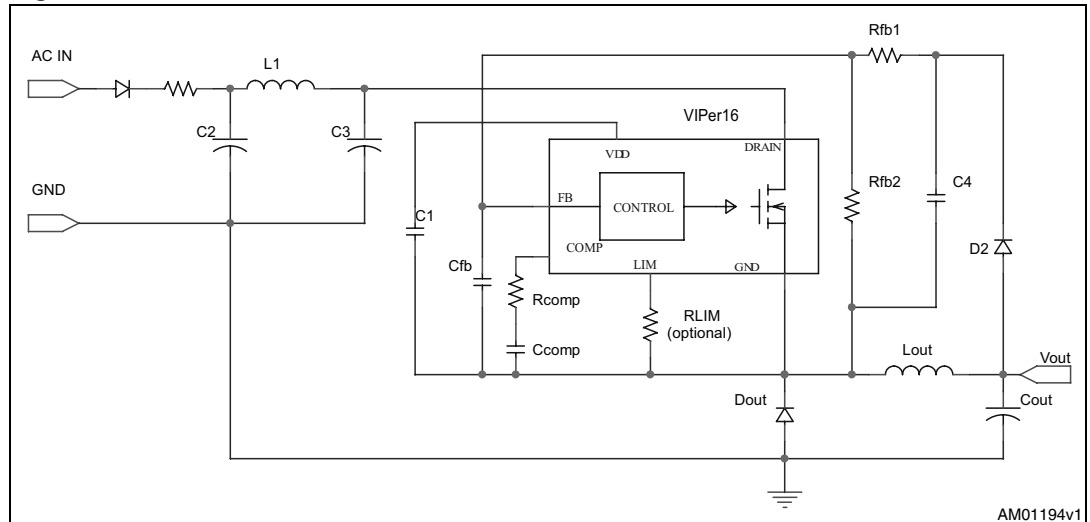 Rfb1
AC IN
L1
VIPer16
C2
C3
VDD
DRAIN
GND
Rfb2
C4
FB
CONTROL
C1
COMP
D2
Cfb
LIM
GND
Rcomp
RLIM
(optional)
Ccomp
Lout
Vout
Dout
Cout
AM01194v1